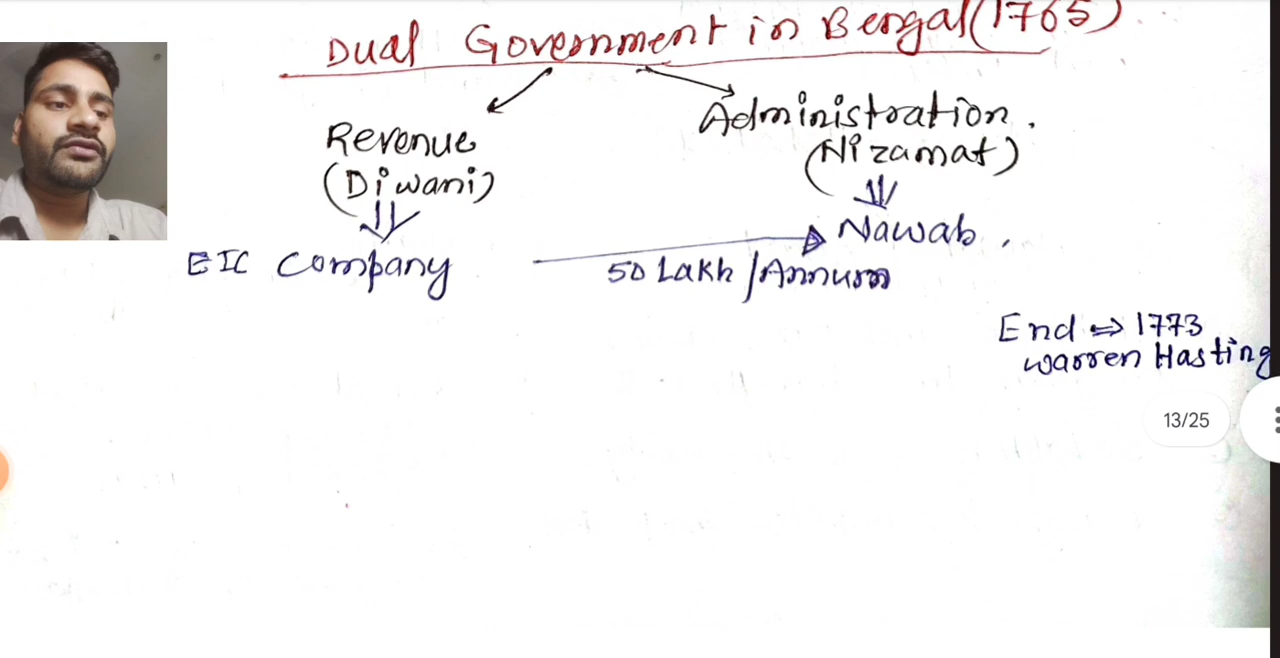 Dual Government in Bengal (1765)
Revenue
(Diwani)
Administration.
(Nizamat)
EIC Company
Nawab.
50 Lakh / Annum
End ⇒ 1773
Warren Hasting
13/25